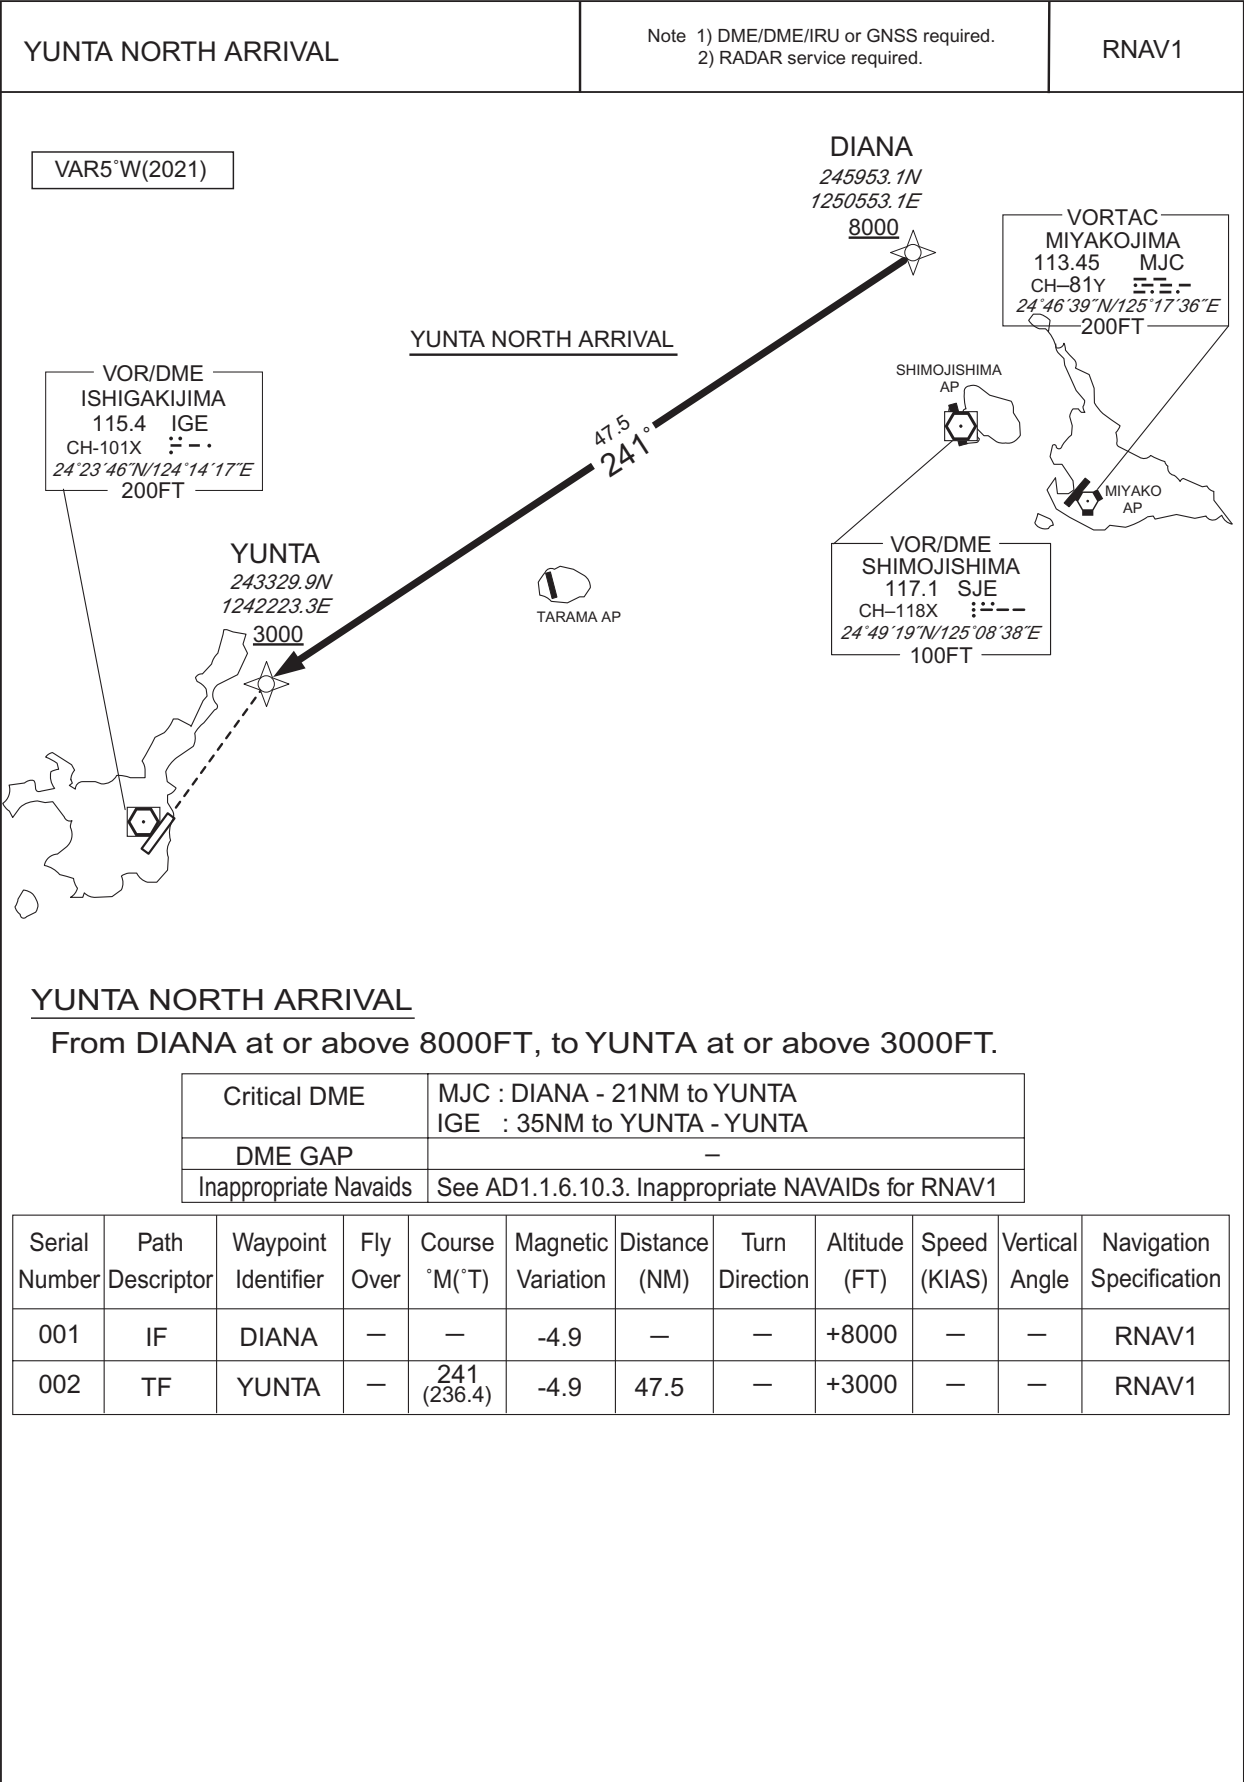 YUNTA NORTH ARRIVAL
Note 1) DME/DME/IRU or GNSS required.
2) RADAR service required.
RNAV1
VAR5˚W(2021)
DIANA
245953.1N
1250553.1E
8000
VORTAC
MIYAKOJIMA
113.45 MJC
CH–81Y
24˚46´39˝N/125˚17´36˝E
200FT
YUNTA NORTH ARRIVAL
VOR/DME
ISHIGAKIJIMA
115.4 IGE
CH-101X
24˚23´46˝N/124˚14´17˝E
200FT
SHIMOJISHIMA
AP
47.5
241˚
MIYAKO
AP
YUNTA
243329.9N
1242223.3E
3000
TARAMA AP
VOR/DME
SHIMOJISHIMA
117.1 SJE
CH–118X
24˚49´19˝N/125˚08´38˝E
100FT
YUNTA NORTH ARRIVAL
From DIANA at or above 8000FT, to YUNTA at or above 3000FT.
Critical DME MJC : DIANA - 21NM to YUNTA
IGE : 35NM to YUNTA - YUNTA
DME GAP –
Inappropriate Navaids See AD1.1.6.10.3. Inappropriate NAVAIDs for RNAV1
Serial Path Waypoint Fly Course Magnetic Distance Turn Altitude Speed Vertical Navigation
Number Descriptor Identifier Over ˚M(˚T) Variation (NM) Direction (FT) (KIAS) Angle Specification
001 IF DIANA – – -4.9 – – +8000 – – RNAV1
002 TF YUNTA – 241 (236.4) -4.9 47.5 – +3000 – – RNAV1